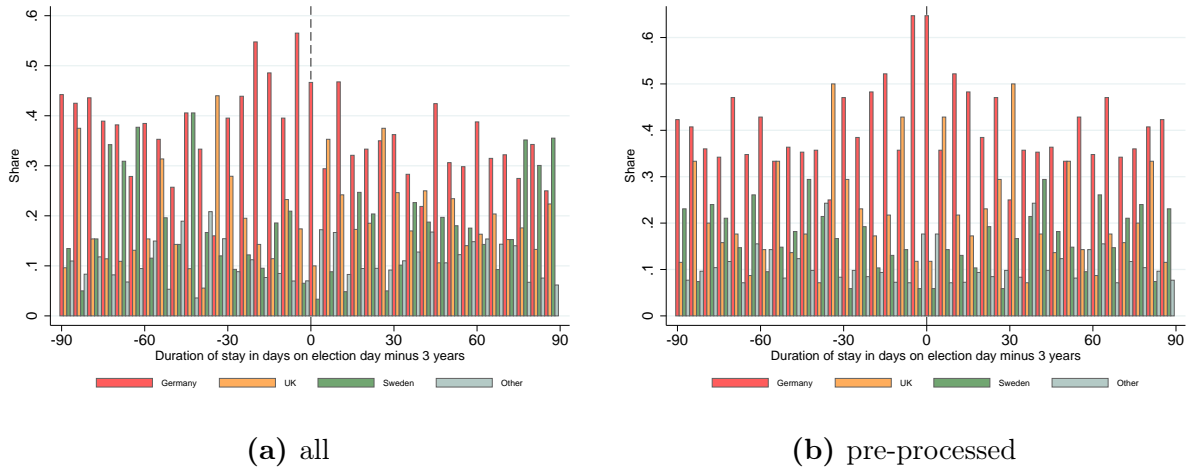 .6
.5
.4
.3
.2
.1
0
Share
-90 -60 -30 0 30 60 90
Duration of stay in days on election day minus 3 years
Germany UK Sweden Other
(a) all
.6
.5
.4
.3
.2
.1
0
Share
-90 -60 -30 0 30 60 90
Duration of stay in days on election day minus 3 years
Germany UK Sweden Other
(b) pre-processed